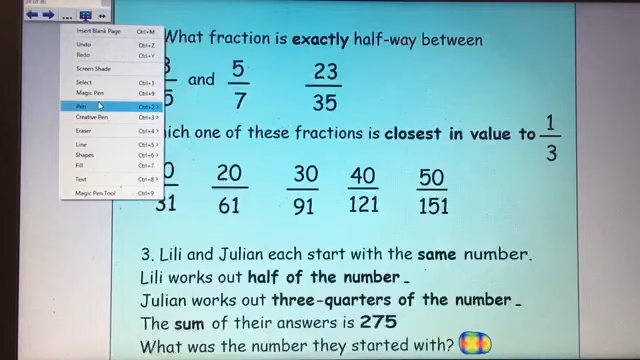 Insert Blank Page Ctrl+M
Undo Ctrl+Z
Redo Ctrl+Y
Screen Shade
Select Ctrl+1
Magic Pen Ctrl+9
Pen Ctrl+2
Creative Pen Ctrl+3
Eraser Ctrl+4
Line Ctrl+5
Shapes Ctrl+6
Fill Ctrl+7
Text Ctrl+8
Magic Pen Tool Ctrl+9
What fraction is exactly half-way between
3/5 and 5/7 23/35
ich one of these fractions is closest in value to 1/3
0/31 20/61 30/91 40/121 50/151
3. Lili and Julian each start with the same number.
Lili works out half of the number.
Julian works out three-quarters of the number.
The sum of their answers is 275
What was the number they started with?